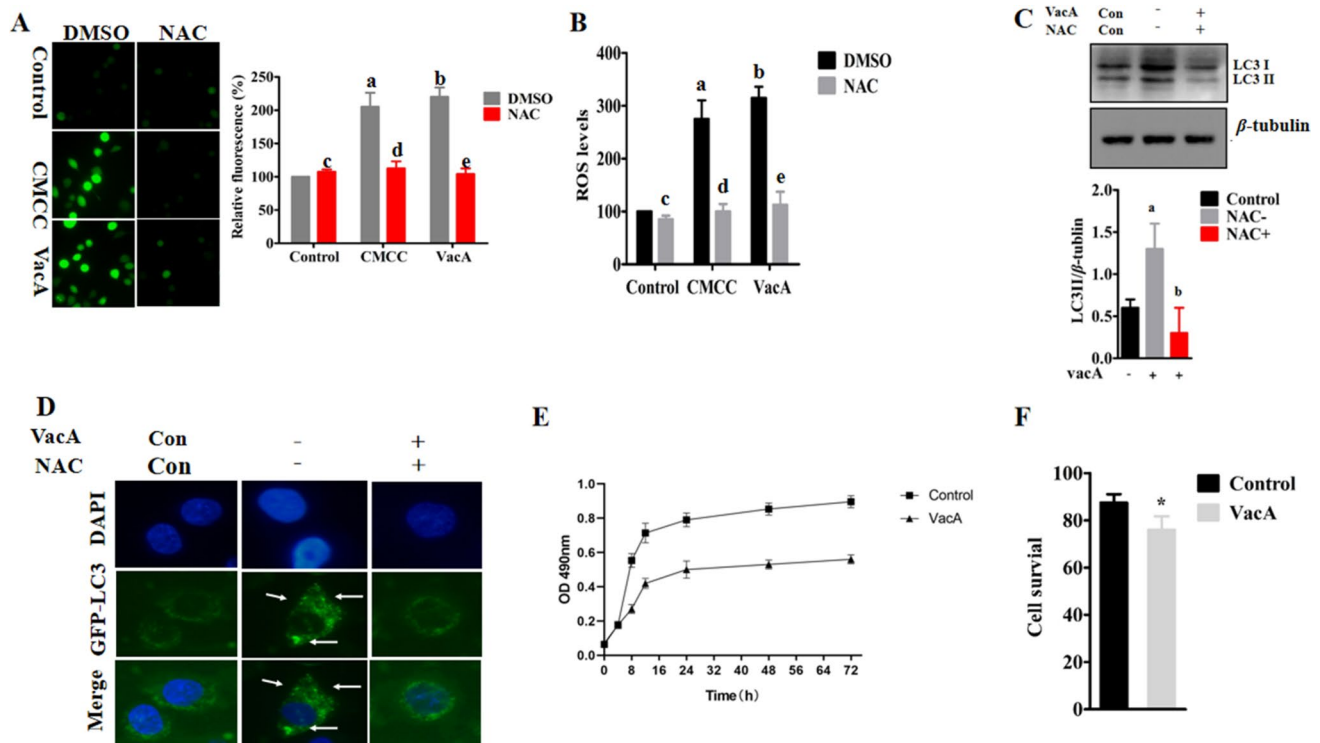 A
DMSO NAC
Control
CMCC
VacA
Relative fluorescence (%)
250
200
150
100
50
0
a b
c d e
Control CMCC VacA
DMSO
NAC
B
ROS levels
400
300
200
100
0
a b
c d e
Control CMCC VacA
DMSO
NAC
C
VacA Con - +
NAC Con - +
LC3 I
LC3 II
β-tubulin
LC3II/β-tublin
2.0
1.5
1.0
0.5
0.0
a
b
vacA - + +
Control
NAC-
NAC+
D
VacA Con - +
NAC Con - +
DAPI
GFP-LC3
Merge
E
OD 490nm
1.0
0.8
0.6
0.4
0.2
0.0
0 8 16 24 32 40 48 56 64 72
Time(h)
Control
VacA
F
Cell survial
100
80
60
40
20
0
*
Control
VacA